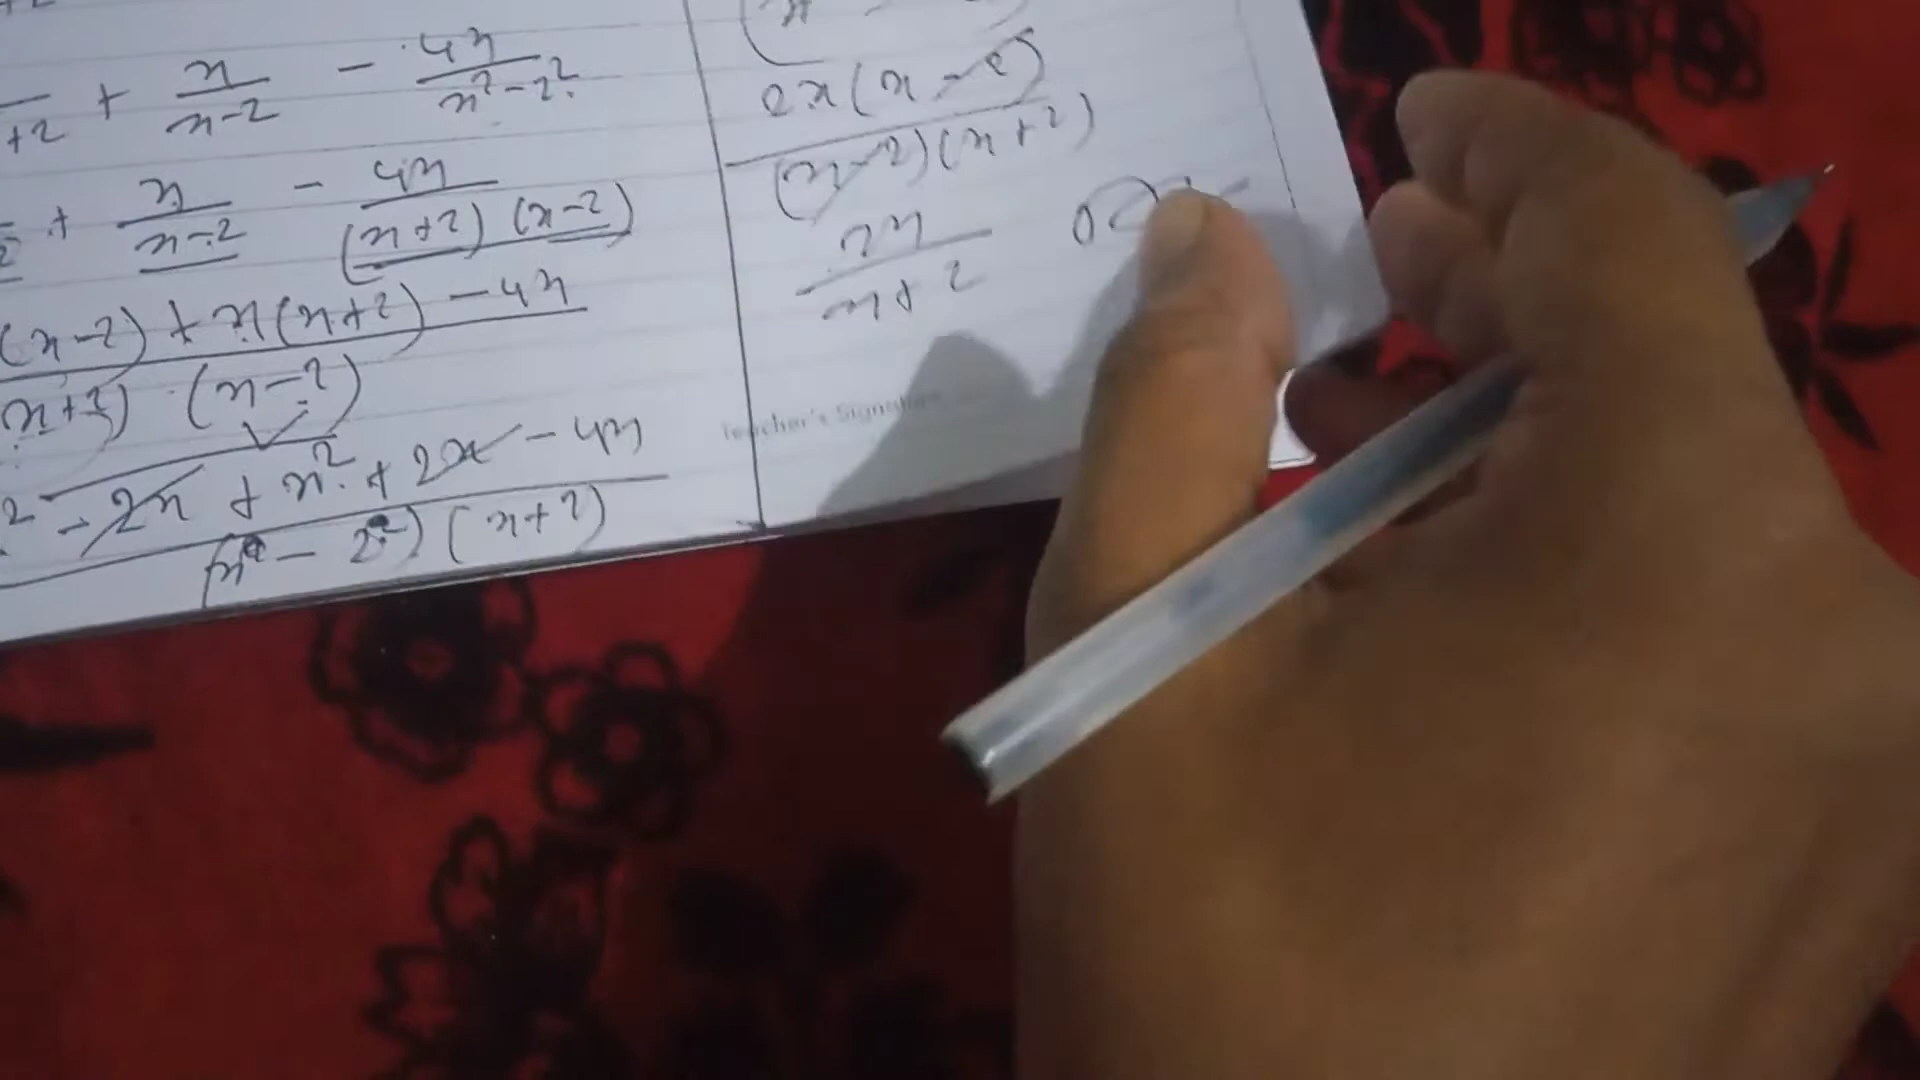 +2 + x/x-2 - 4x/x²-2²
2 + x/x-2 - 4x/(x+2) (x-2)
(x-2) + x(x+2) - 4x
x+2) (x-2)
² - 2x + x² + 2x - 4x
(x - 2) (x+2)
2x(x-2)
(x-2)(x+2)
2x
x+2
Teacher's Signature